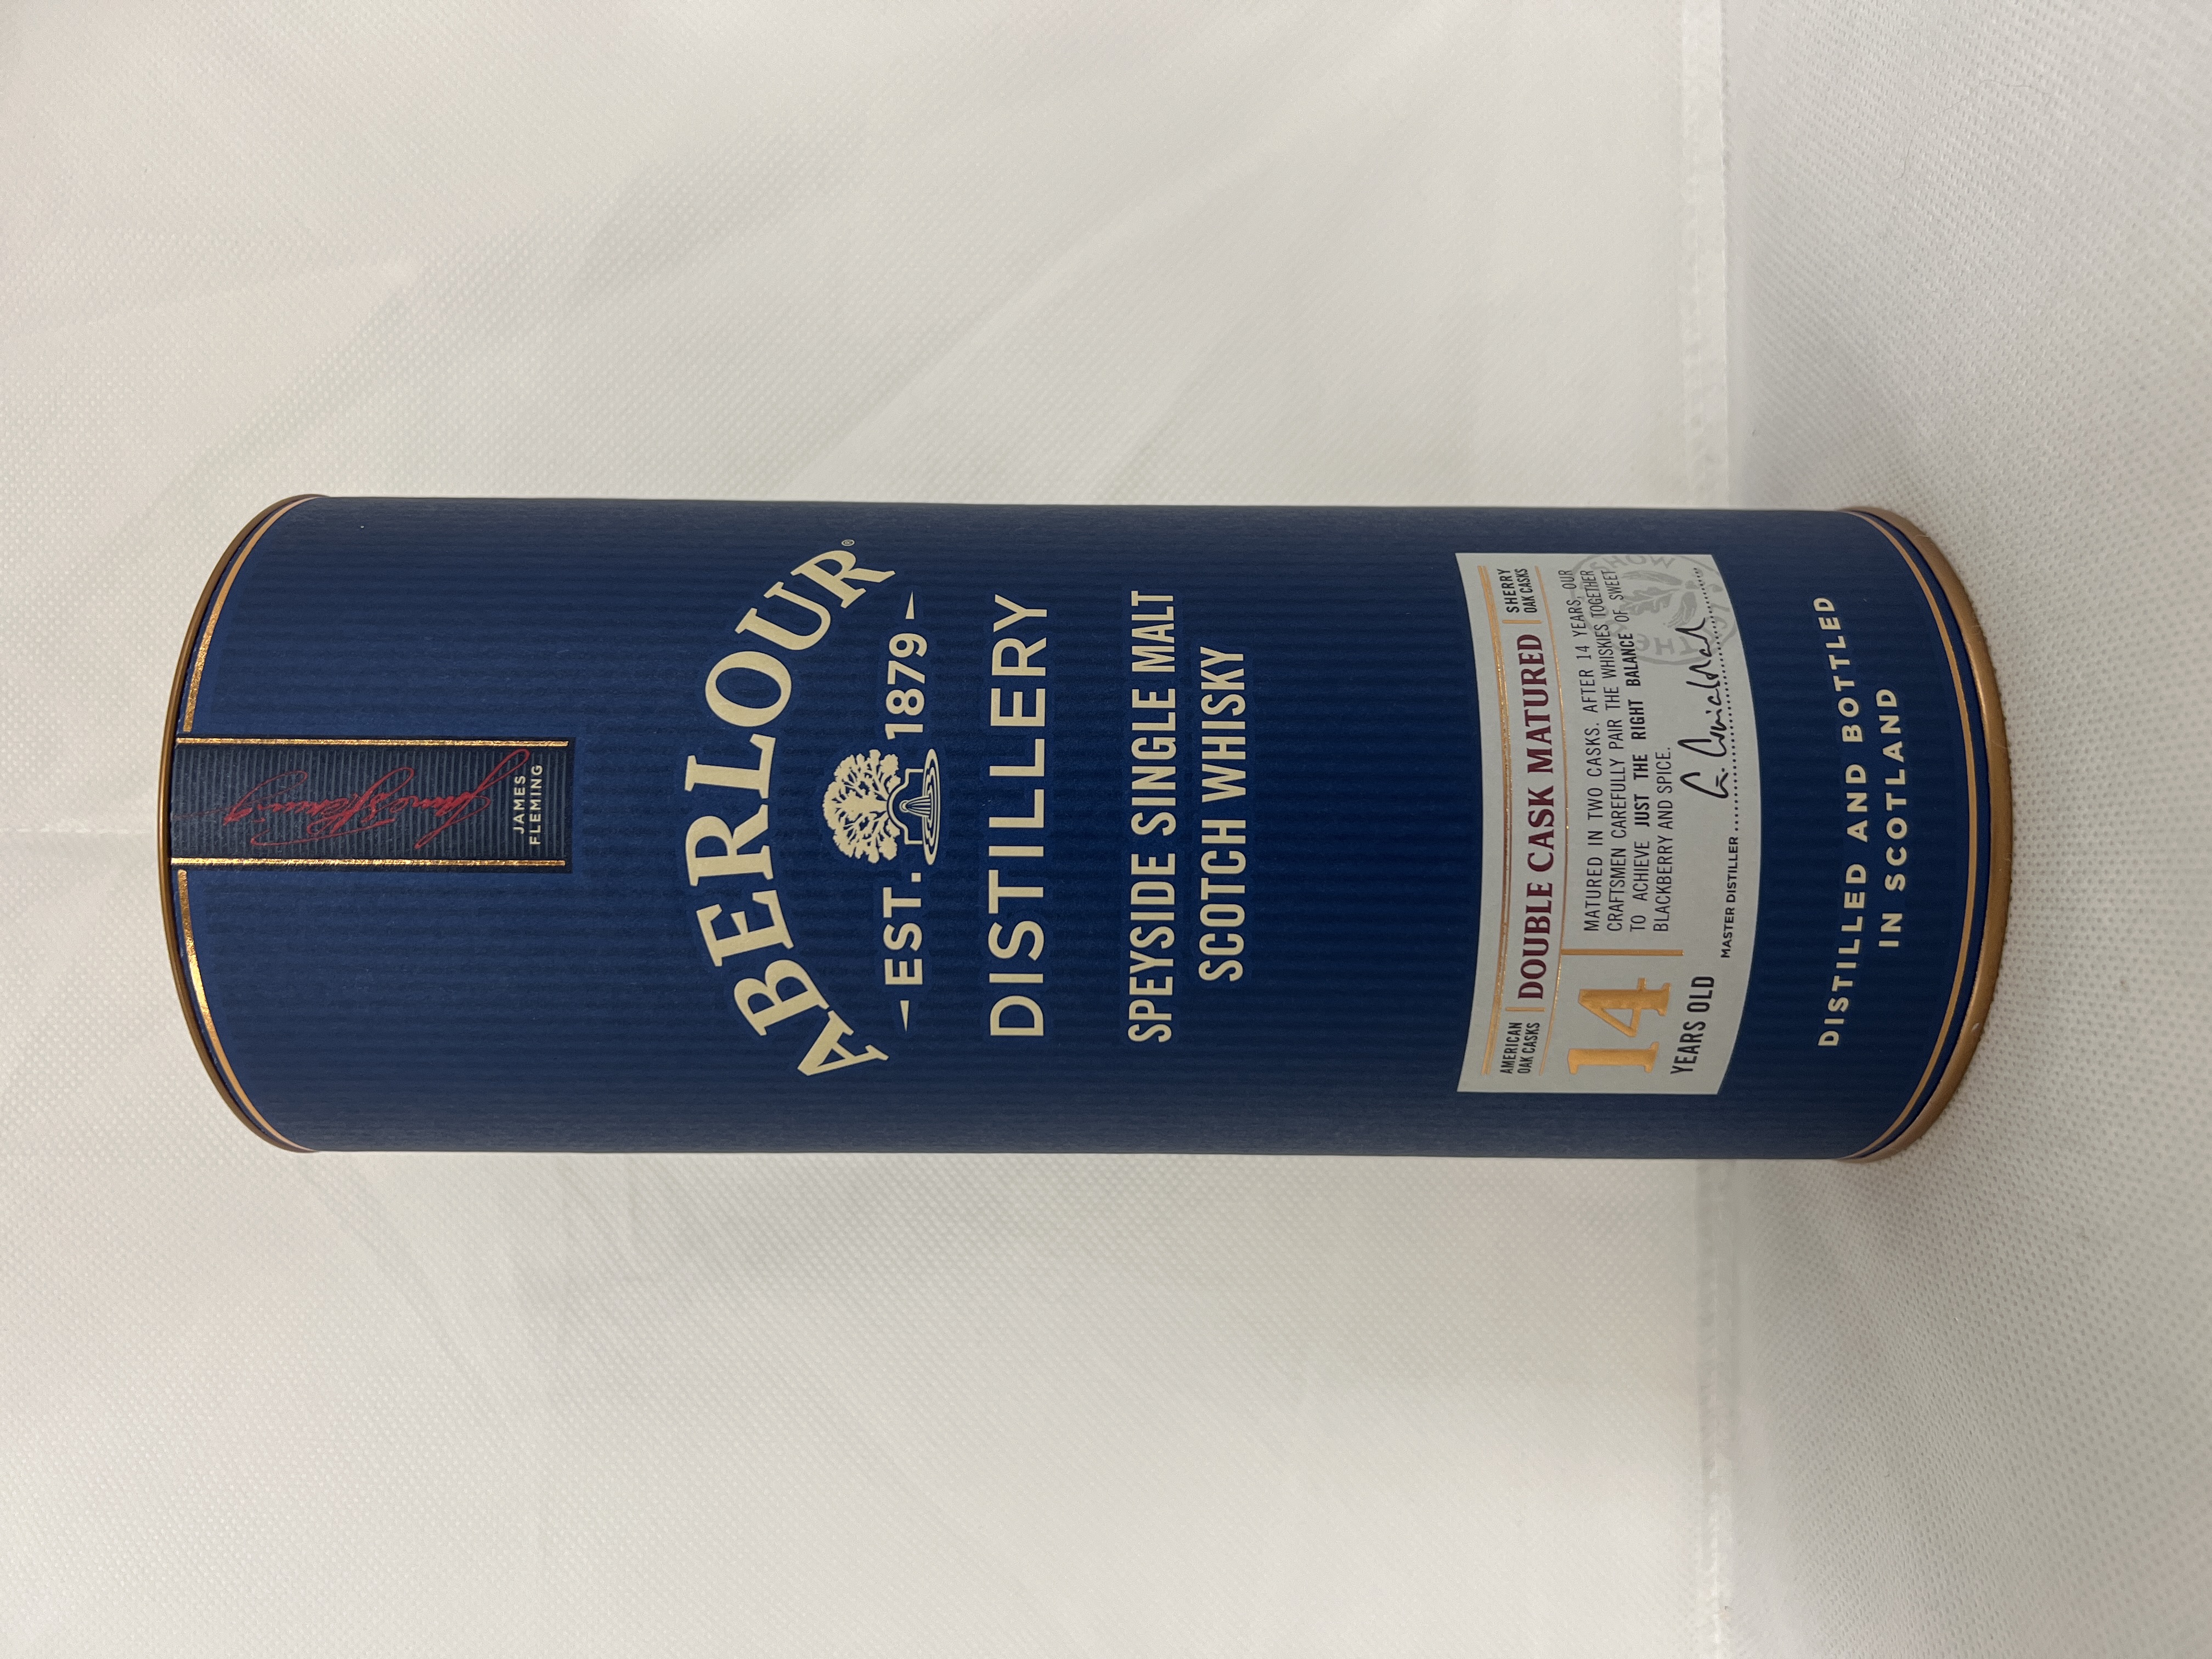 James Fleming
JAMES
FLEMING
ABERLOUR®
EST. 1879
DISTILLERY
SPEYSIDE SINGLE MALT
SCOTCH WHISKY
AMERICAN
OAK CASKS
DOUBLE CASK MATURED
SHERRY
OAK CASKS
14
YEARS OLD
MATURED IN TWO CASKS. AFTER 14 YEARS, OUR
CRAFTSMEN CAREFULLY PAIR THE WHISKIES TOGETHER
TO ACHIEVE JUST THE RIGHT BALANCE OF SWEET
BLACKBERRY AND SPICE.
MASTER DISTILLER
DISTILLED AND BOTTLED
IN SCOTLAND